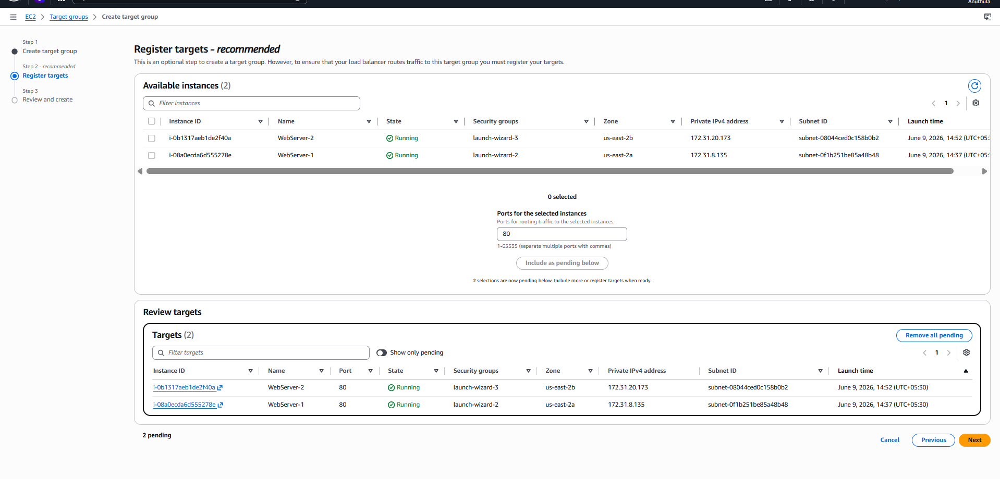 Anuthula
EC2 > Target groups > Create target group
Step 1
Create target group
Step 2 - recommended
Register targets
Step 3
Review and create
Register targets - recommended
This is an optional step to create a target group. However, to ensure that your load balancer routes traffic to this target group you must register your targets.
Available instances (2)
Filter instances
1
Instance ID Name State Security groups Zone Private IPv4 address Subnet ID Launch time
i-0b1317aeb1de2f40a WebServer-2 Running launch-wizard-3 us-east-2b 172.31.20.173 subnet-08044ced0c158b0b2 June 9, 2026, 14:52 (UTC+05:
i-08a0ecda6d555278e WebServer-1 Running launch-wizard-2 us-east-2a 172.31.8.135 subnet-0f1b251be85a48b48 June 9, 2026, 14:37 (UTC+05:
0 selected
Ports for the selected instances
Ports for routing traffic to the selected instances.
80
1-65535 (separate multiple ports with commas)
Include as pending below
2 selections are now pending below. Include more or register targets when ready.
Review targets
Targets (2)
Remove all pending
Filter targets
Show only pending
1
Instance ID Name Port State Security groups Zone Private IPv4 address Subnet ID Launch time
i-0b1317aeb1de2f40a WebServer-2 80 Running launch-wizard-3 us-east-2b 172.31.20.173 subnet-08044ced0c158b0b2 June 9, 2026, 14:52 (UTC+05:30)
i-08a0ecda6d555278e WebServer-1 80 Running launch-wizard-2 us-east-2a 172.31.8.135 subnet-0f1b251be85a48b48 June 9, 2026, 14:37 (UTC+05:30)
2 pending
Cancel
Previous
Next